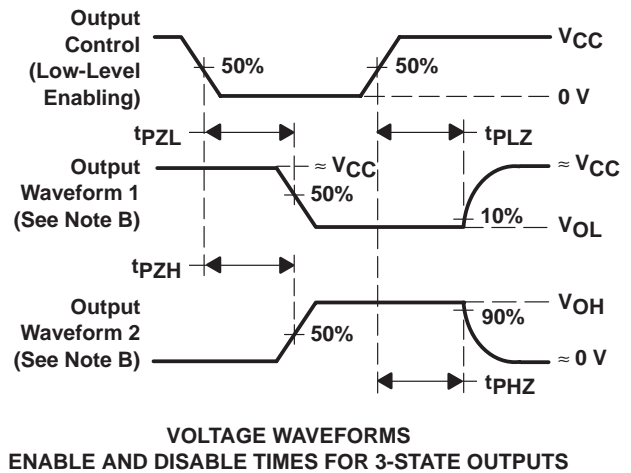 Output
Control
(Low-Level
Enabling)
50%
50%
VCC
0 V
tPZL
tPLZ
Output
Waveform 1
(See Note B)
≈ VCC
50%
≈ VCC
10%
VOL
tPZH
Output
Waveform 2
(See Note B)
50%
VOH
90%
≈ 0 V
tPHZ
VOLTAGE WAVEFORMS
ENABLE AND DISABLE TIMES FOR 3-STATE OUTPUTS